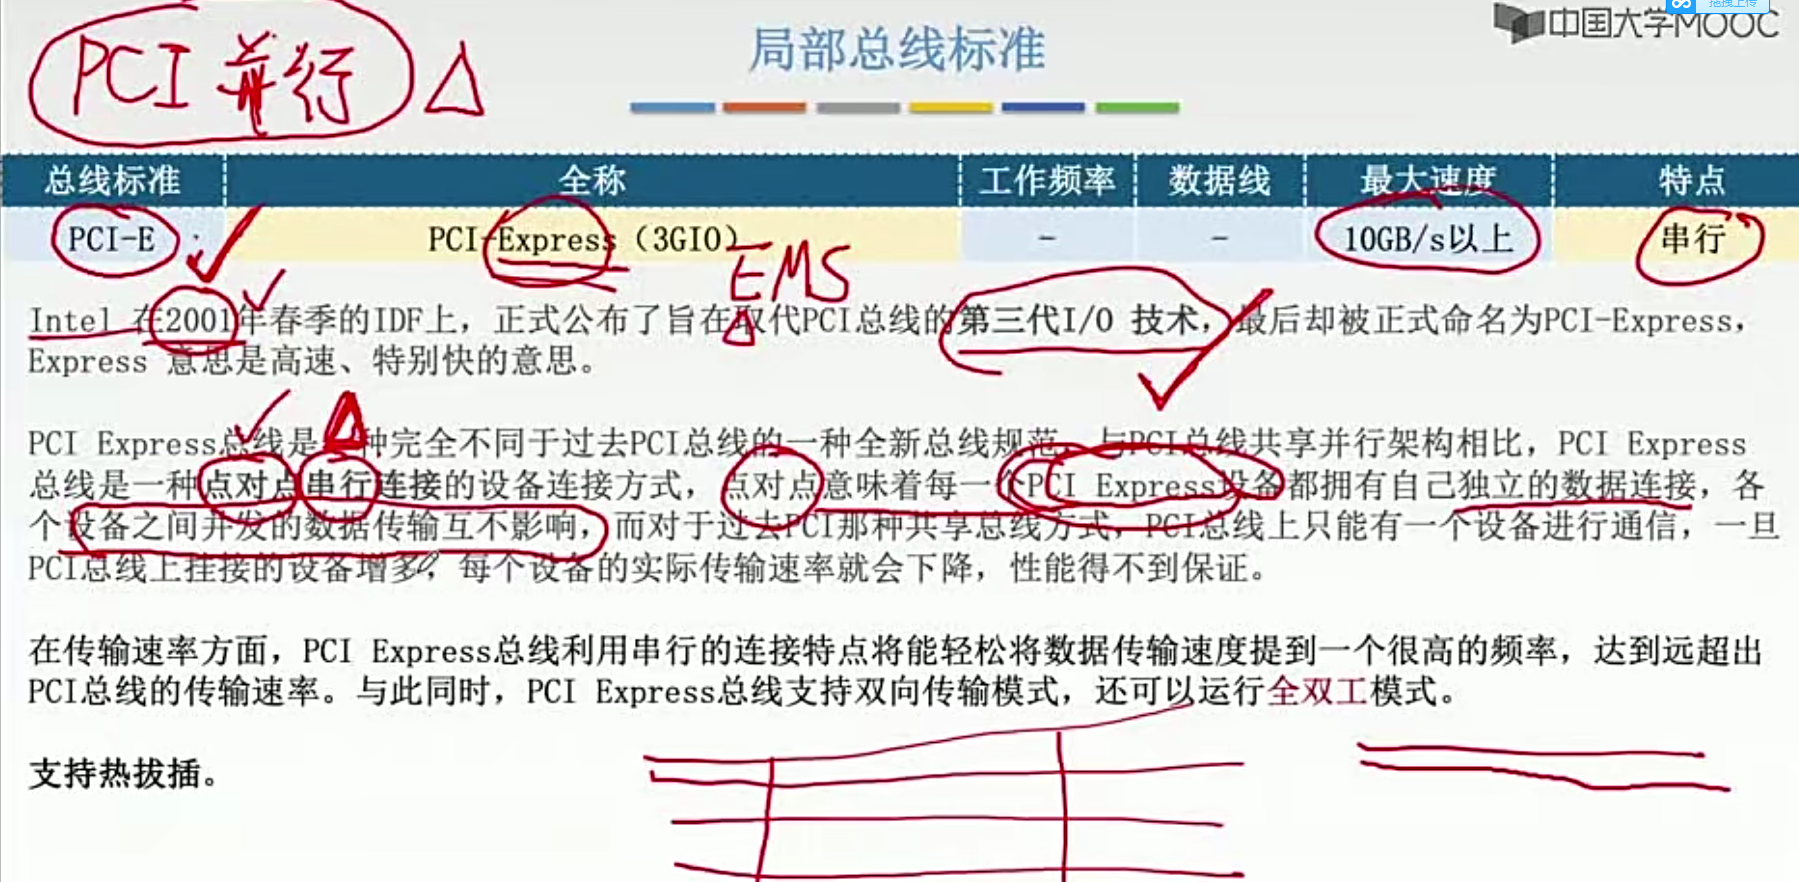 拖拽上传
中国大学MOOC
PCI 并行
局部总线标准
总线标准 全称 工作频率 数据线 最大速度 特点
PCI-E PCI-Express（3GIO） - - 10GB/s以上 串行
EMS
Intel 在2001年春季的IDF上，正式公布了旨在取代PCI总线的第三代I/O 技术，最后却被正式命名为PCI-Express，
Express 意思是高速、特别快的意思。
PCI Express总线是一种完全不同于过去PCI总线的一种全新总线规范，与PCI总线共享并行架构相比，PCI Express
总线是一种点对点串行连接的设备连接方式，点对点意味着每一个PCI Express设备都拥有自己独立的数据连接，各
个设备之间并发的数据传输互不影响，而对于过去PCI那种共享总线方式，PCI总线上只能有一个设备进行通信，一旦
PCI总线上挂接的设备增多，每个设备的实际传输速率就会下降，性能得不到保证。
在传输速率方面，PCI Express总线利用串行的连接特点将能轻松将数据传输速度提到一个很高的频率，达到远超出
PCI总线的传输速率。与此同时，PCI Express总线支持双向传输模式，还可以运行全双工模式。
支持热拔插。